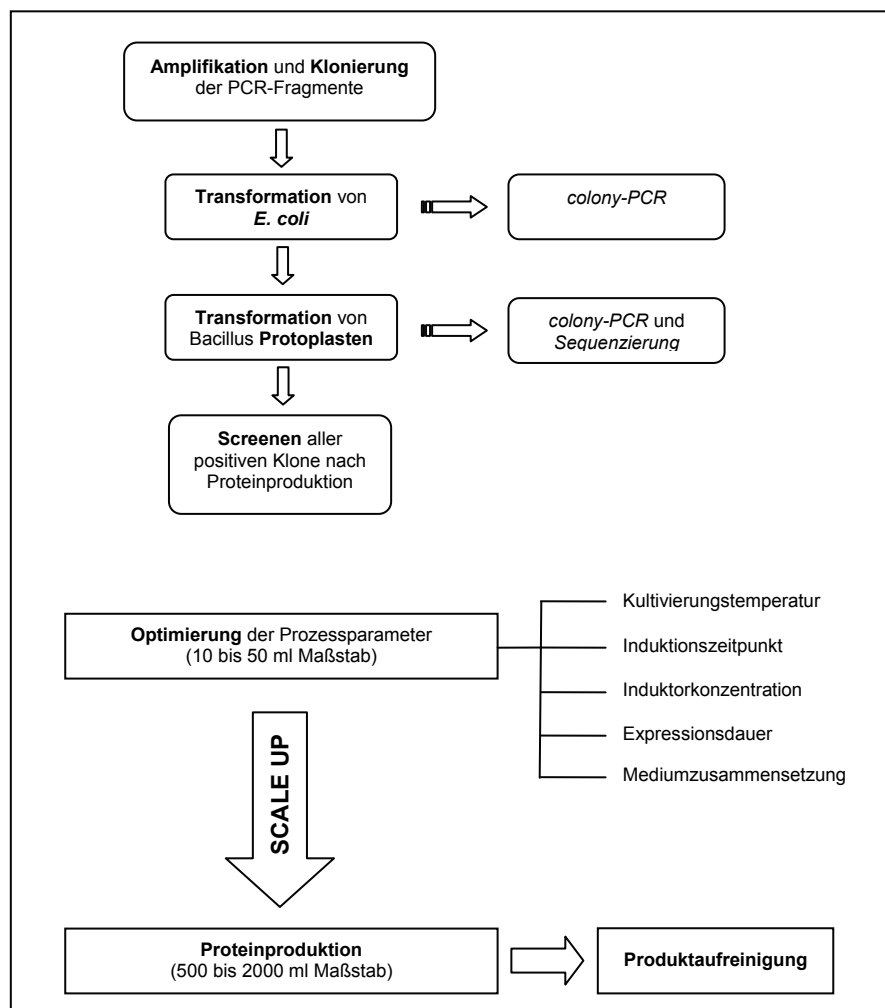 Amplifikation und Klonierung
der PCR-Fragmente
Transformation von
E. coli
colony-PCR
Transformation von
Bacillus Protoplasten
colony-PCR und
Sequenzierung
Screenen aller
positiven Klone nach
Proteinproduktion
Optimierung der Prozessparameter
(10 bis 50 ml Maßstab)
Kultivierungstemperatur
Induktionszeitpunkt
Induktorkonzentration
Expressionsdauer
Mediumzusammensetzung
SCALE UP
Proteinproduktion
(500 bis 2000 ml Maßstab)
Produktaufreinigung